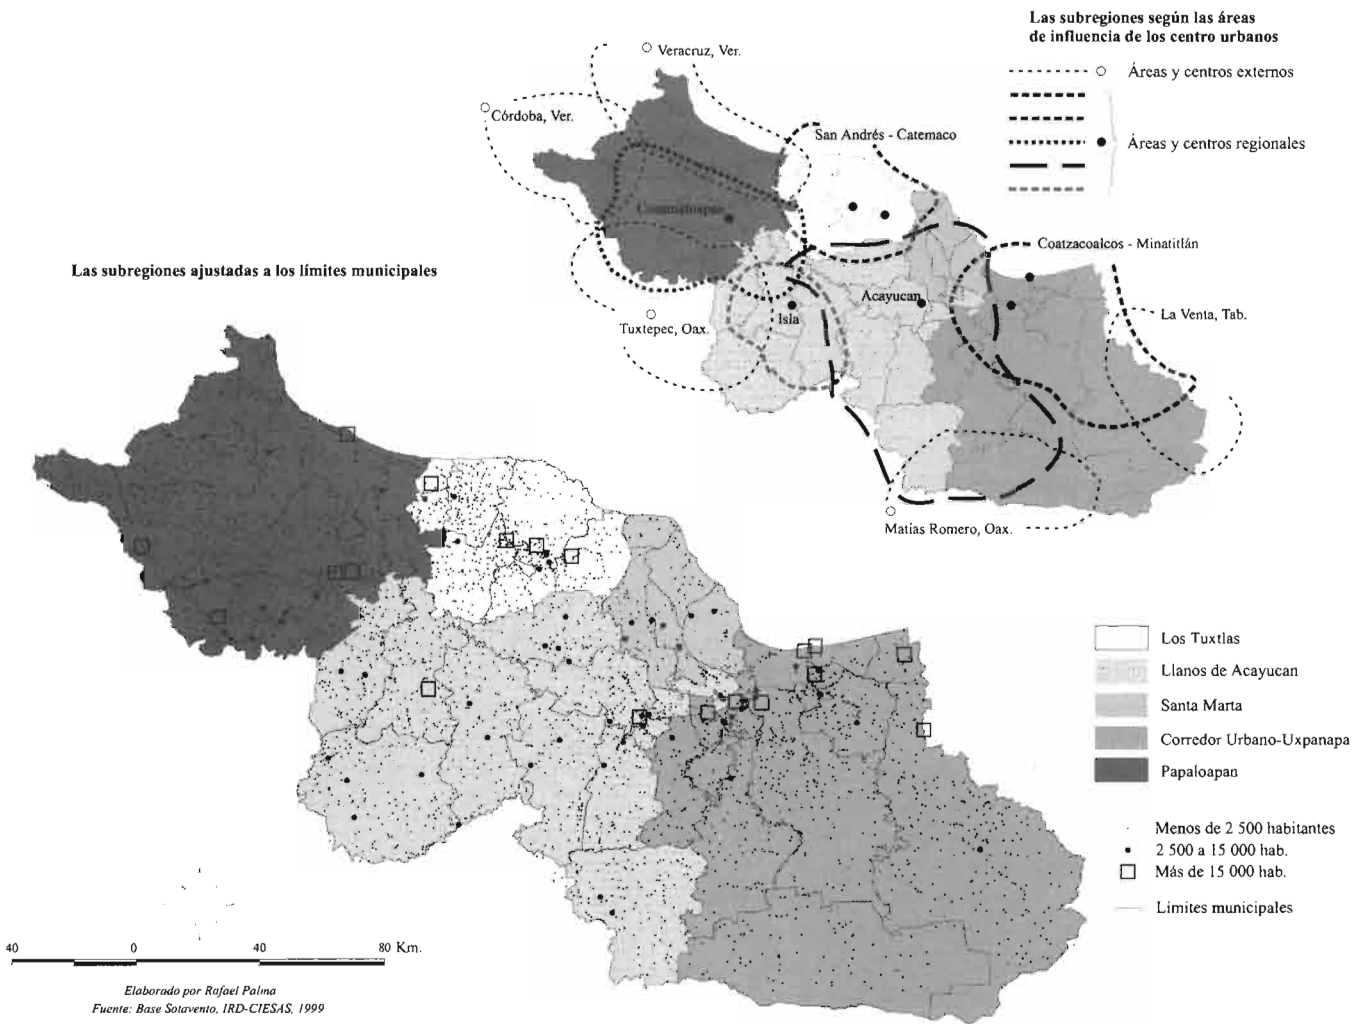 Las subregiones según las áreas
de influencia de los centro urbanos
Áreas y centros externos
Áreas y centros regionales
Veracruz, Ver.
Córdoba, Ver.
San Andrés - Catemaco
Cosamaloapan
Coatzacoalcos - Minatitlán
Acayucan
Isla
La Venta, Tab.
Tuxtepec, Oax.
Matías Romero, Oax.
Las subregiones ajustadas a los límites municipales
Los Tuxtlas
Llanos de Acayucan
Santa Marta
Corredor Urbano-Uxpanapa
Papaloapan
Menos de 2 500 habitantes
2 500 a 15 000 hab.
Más de 15 000 hab.
Limites municipales
40 0 40 80 Km.
Elaborado por Rafael Palma
Fuente: Base Sotavento, IRD-CIESAS, 1999